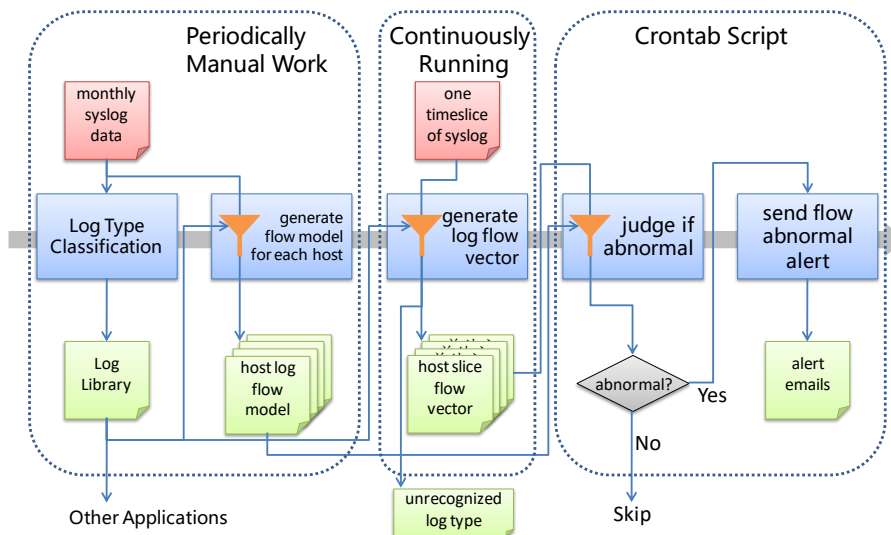 Periodically
Manual Work
Continuously
Running
Crontab Script
monthly
syslog
data
one
timeslice
of syslog
Log Type
Classification
generate
flow model
for each host
generate
log flow
vector
judge if
abnormal
send flow
abnormal
alert
Log
Library
host log
flow
model
host slice
flow
vector
abnormal?
Yes
alert
emails
No
unrecognized
log type
Other Applications
Skip